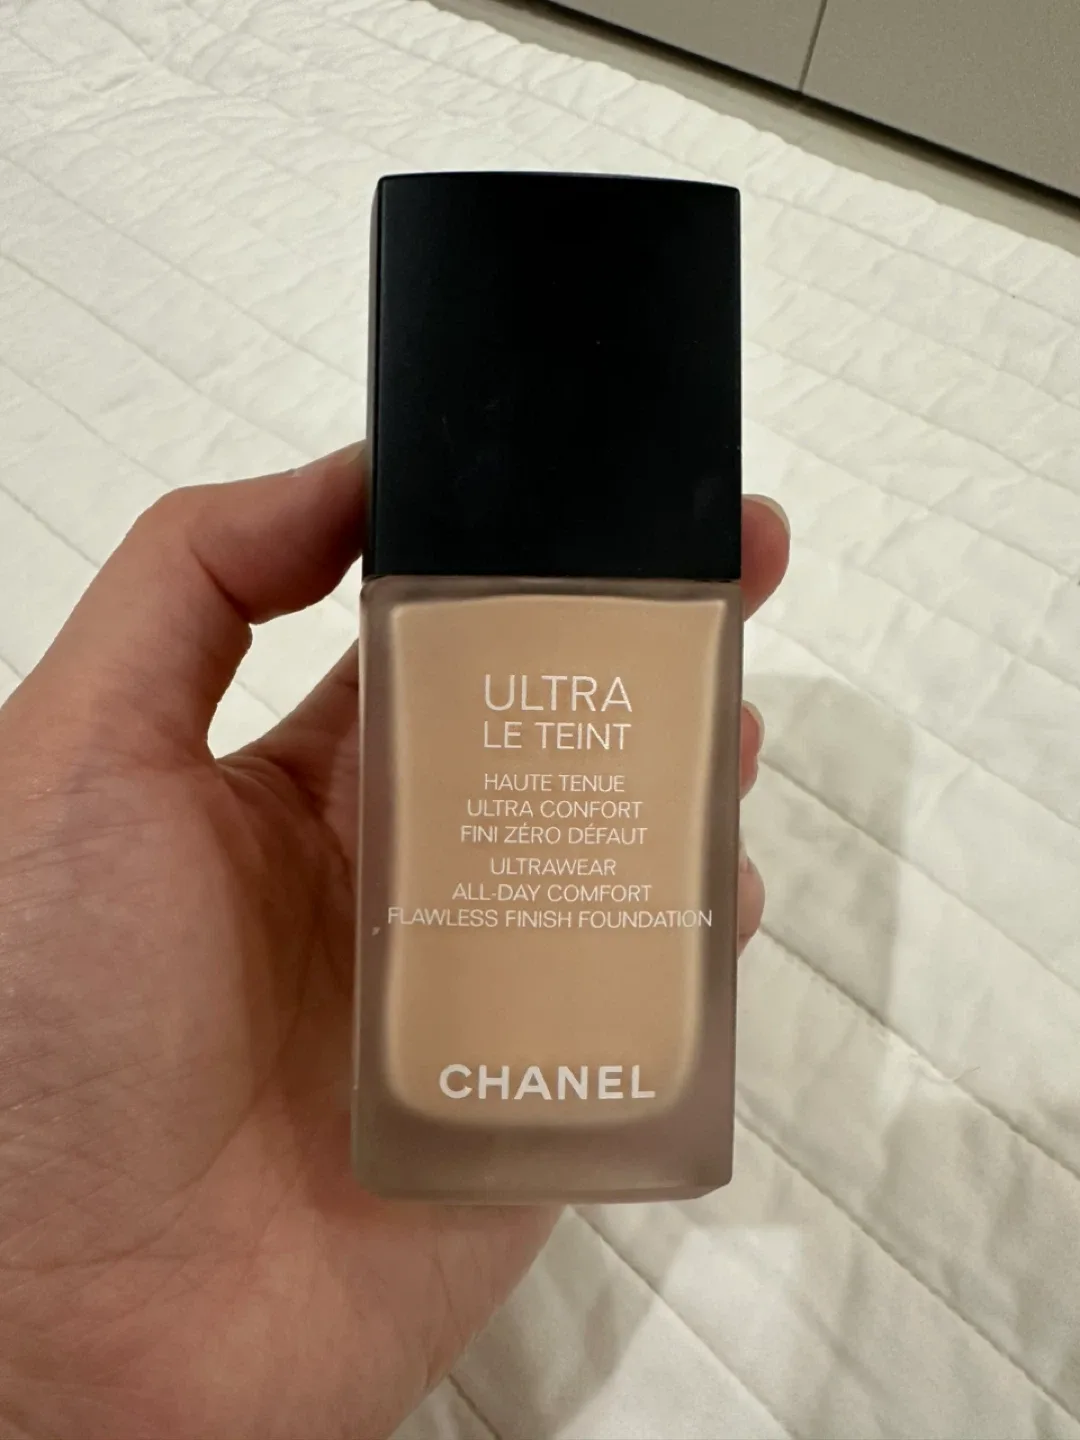 ULTRA
LE TEINT
HAUTE TENUE
ULTRA CONFORT
FINI ZÉRO DÉFAUT
ULTRAWEAR
ALL-DAY COMFORT
FLAWLESS FINISH FOUNDATION
CHANEL